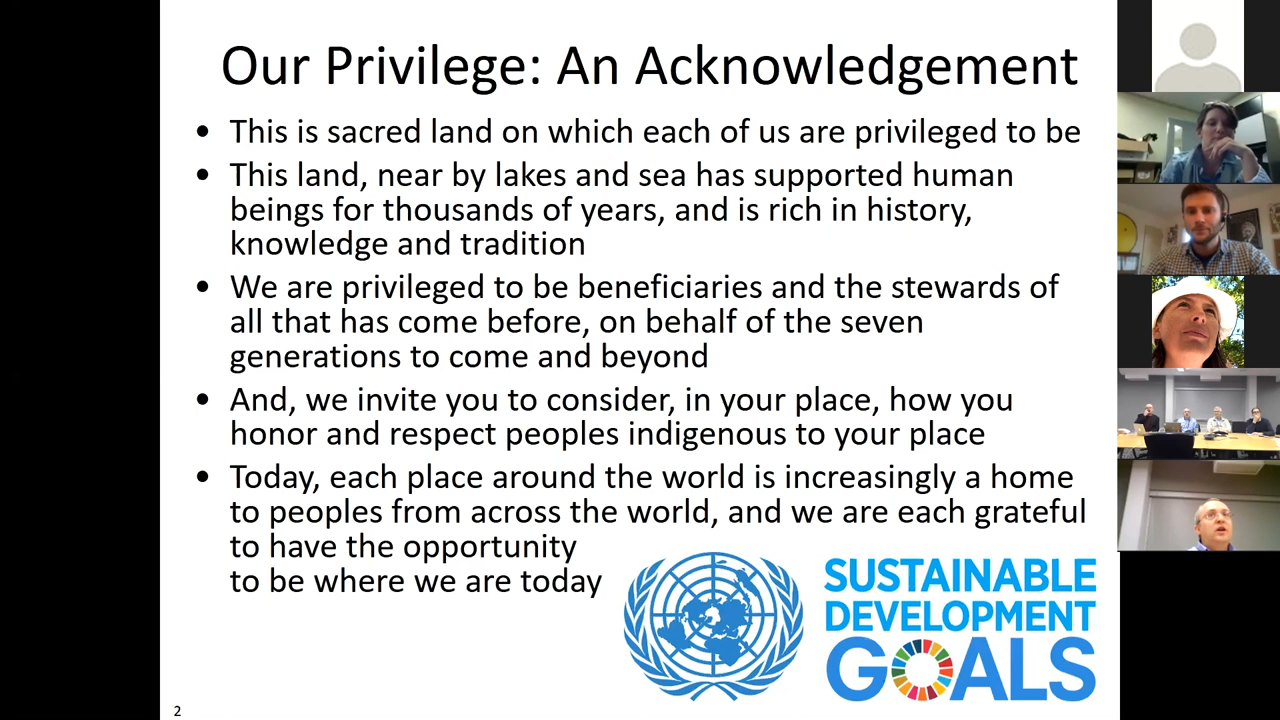 Our Privilege: An Acknowledgement
• This is sacred land on which each of us are privileged to be
• This land, near by lakes and sea has supported human
beings for thousands of years, and is rich in history,
knowledge and tradition
• We are privileged to be beneficiaries and the stewards of
all that has come before, on behalf of the seven
generations to come and beyond
• And, we invite you to consider, in your place, how you
honor and respect peoples indigenous to your place
• Today, each place around the world is increasingly a home
to peoples from across the world, and we are each grateful
to have the opportunity
to be where we are today
SUSTAINABLE
DEVELOPMENT
GOALS
2